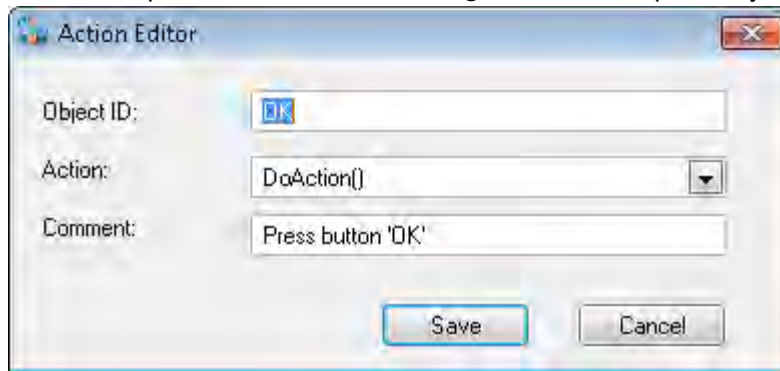 Action Editor
Object ID: OK
Action: DoAction()
Comment: Press button 'OK'
Save Cancel